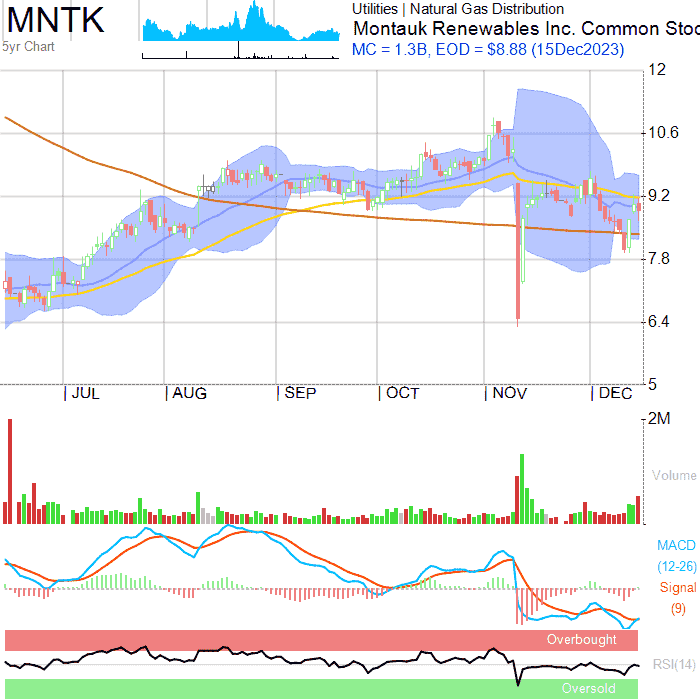 MNTK
5yr Chart
Utilities | Natural Gas Distribution
Montauk Renewables Inc. Common Stoc
MC = 1.3B, EOD = $8.88 (15Dec2023)
12
10.6
9.2
7.8
6.4
5
JUL AUG SEP OCT NOV DEC
2M
Volume
MACD
(12-26)
Signal
(9)
Overbought
RSI(14)
Oversold